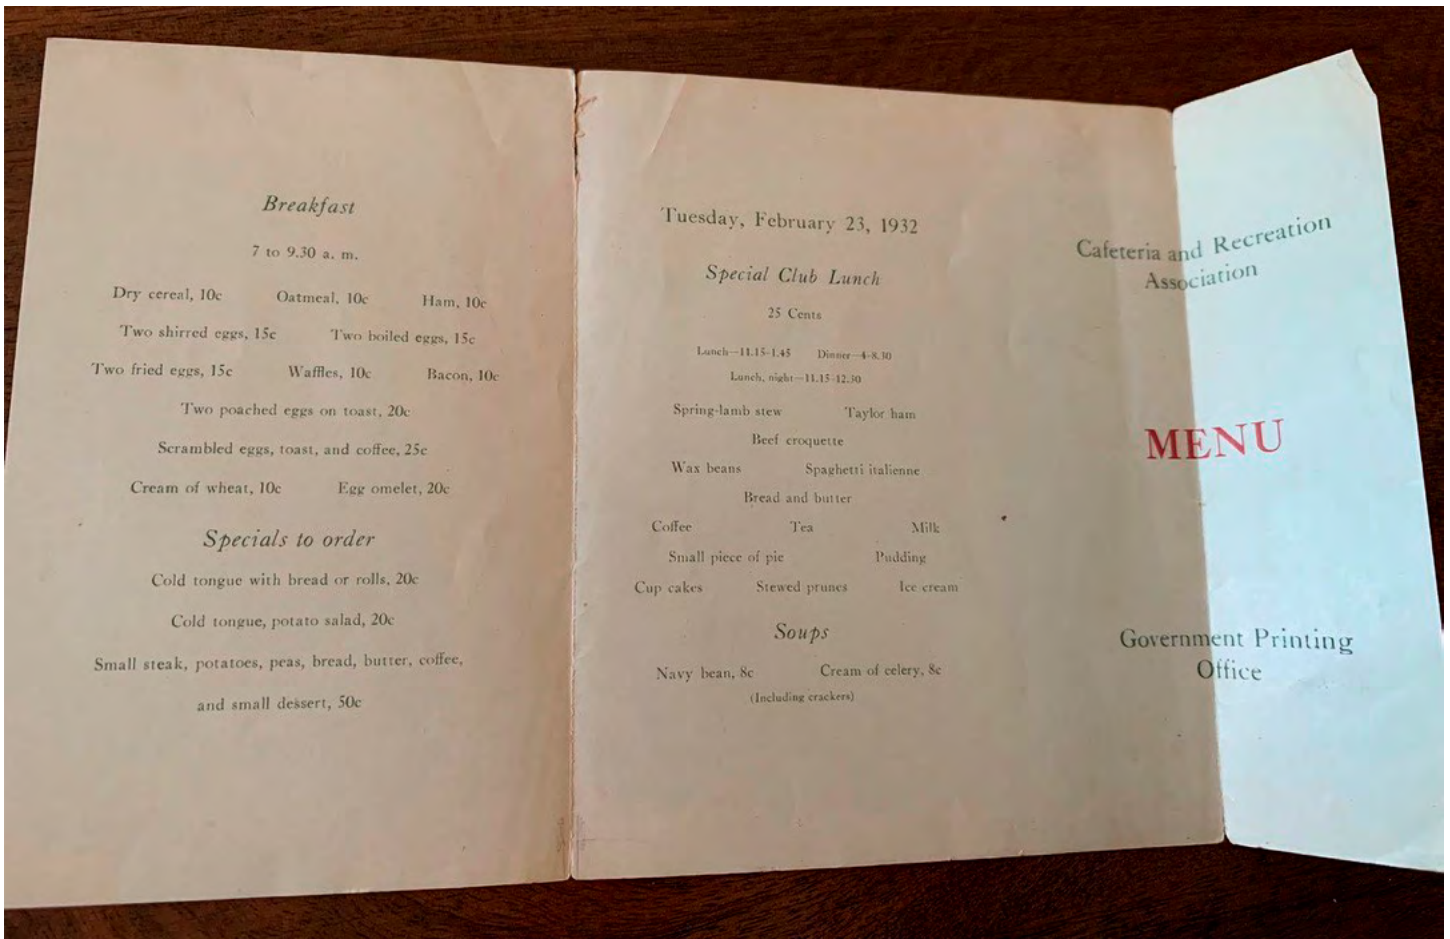 Breakfast
7 to 9.30 a. m.
Dry cereal, 10c Oatmeal, 10c Ham, 10c
Two shirred eggs, 15c Two boiled eggs, 15c
Two fried eggs, 15c Waffles, 10c Bacon, 10c
Two poached eggs on toast, 20c
Scrambled eggs, toast, and coffee, 25c
Cream of wheat, 10c Egg omelet, 20c
Specials to order
Cold tongue with bread or rolls, 20c
Cold tongue, potato salad, 20c
Small steak, potatoes, peas, bread, butter, coffee,
and small dessert, 50c
Tuesday, February 23, 1932
Special Club Lunch
25 Cents
Lunch—11.15-1.45 Dinner—4-8.30
Lunch, night—11.15-12.30
Spring-lamb stew Taylor ham
Beef croquette
Wax beans Spaghetti italienne
Bread and butter
Coffee Tea Milk
Small piece of pie Pudding
Cup cakes Stewed prunes Ice cream
Soups
Navy bean, 8c Cream of celery, 8c
(Including crackers)
Cafeteria and Recreation
Association
MENU
Government Printing
Office